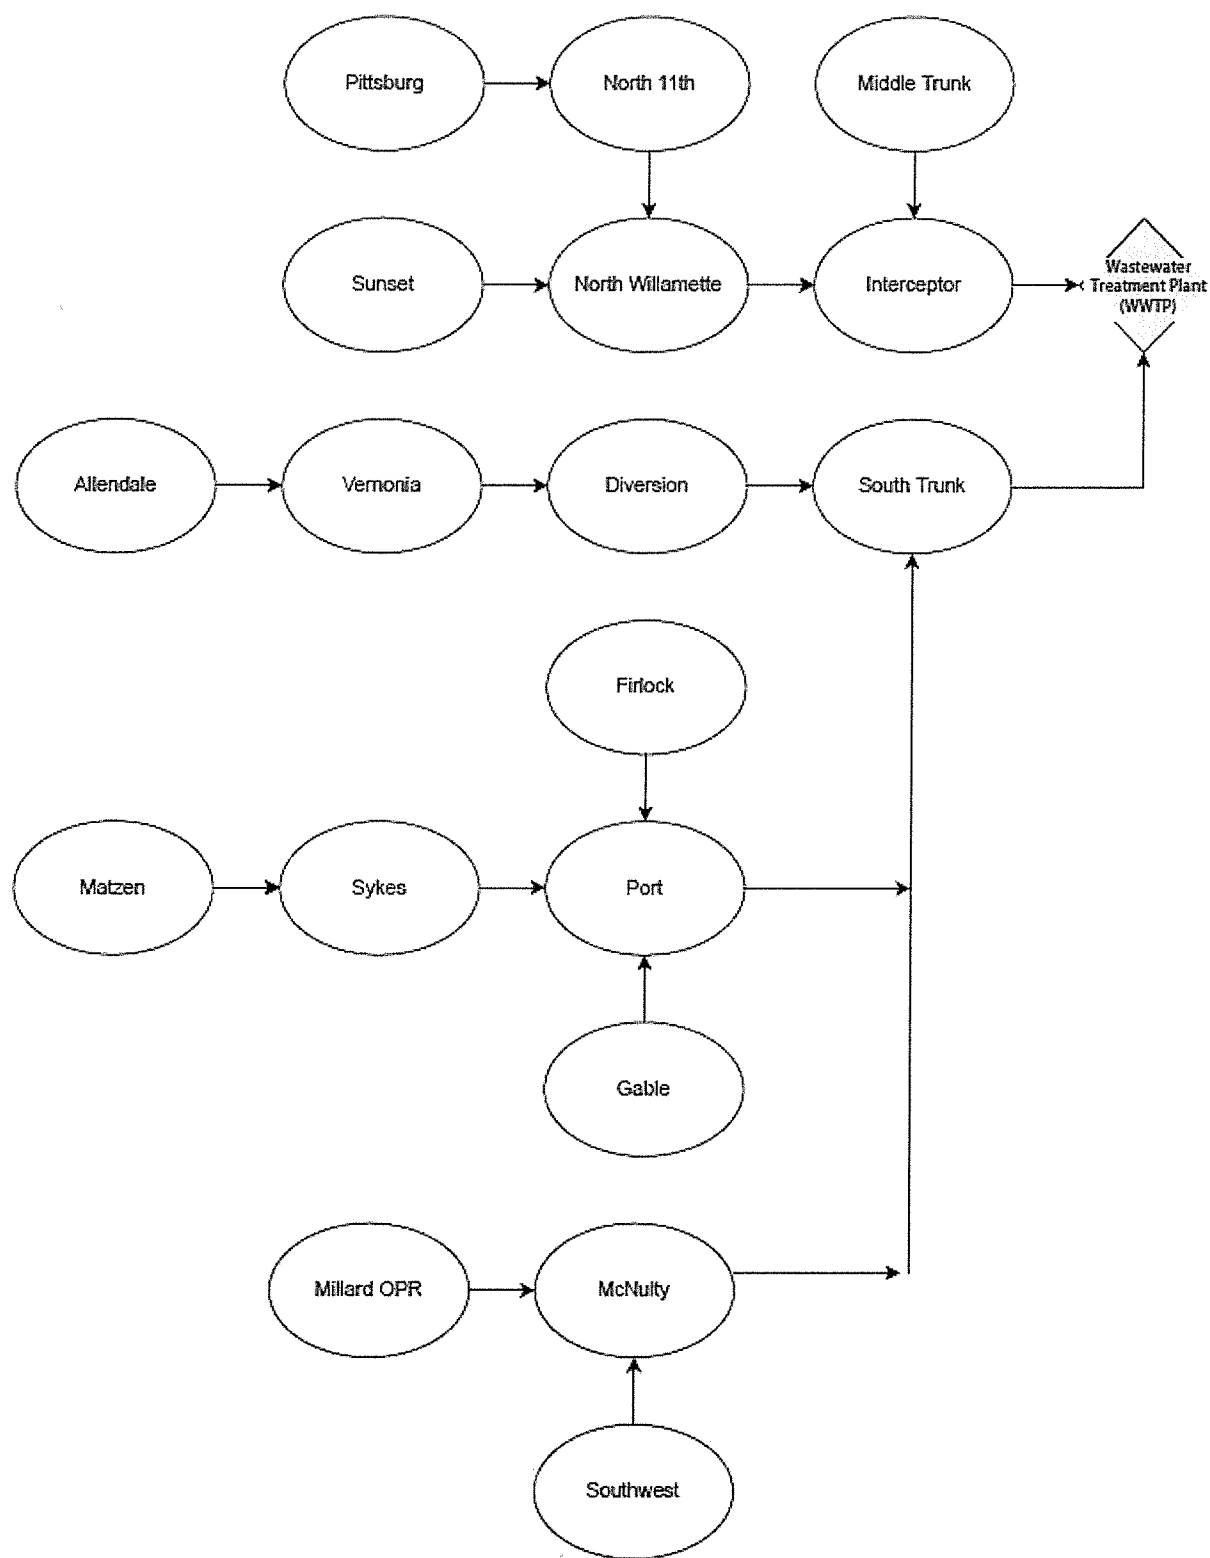 Pittsburg
North 11th
Middle Trunk
Sunset
North Willamette
Interceptor
Wastewater
Treatment Plant
(WWTP)
Allendale
Vernonia
Diversion
South Trunk
Firlock
Matzen
Sykes
Port
Gable
Millard OPR
McNulty
Southwest